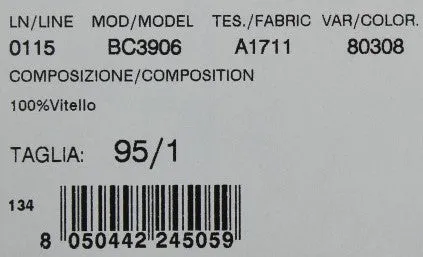 LN/LINE MOD/MODEL TES./FABRIC VAR/COLOR.
0115 BC3906 A1711 80308
COMPOSIZIONE/COMPOSITION
100%Vitello
TAGLIA: 95/1
134
8 050442 245059